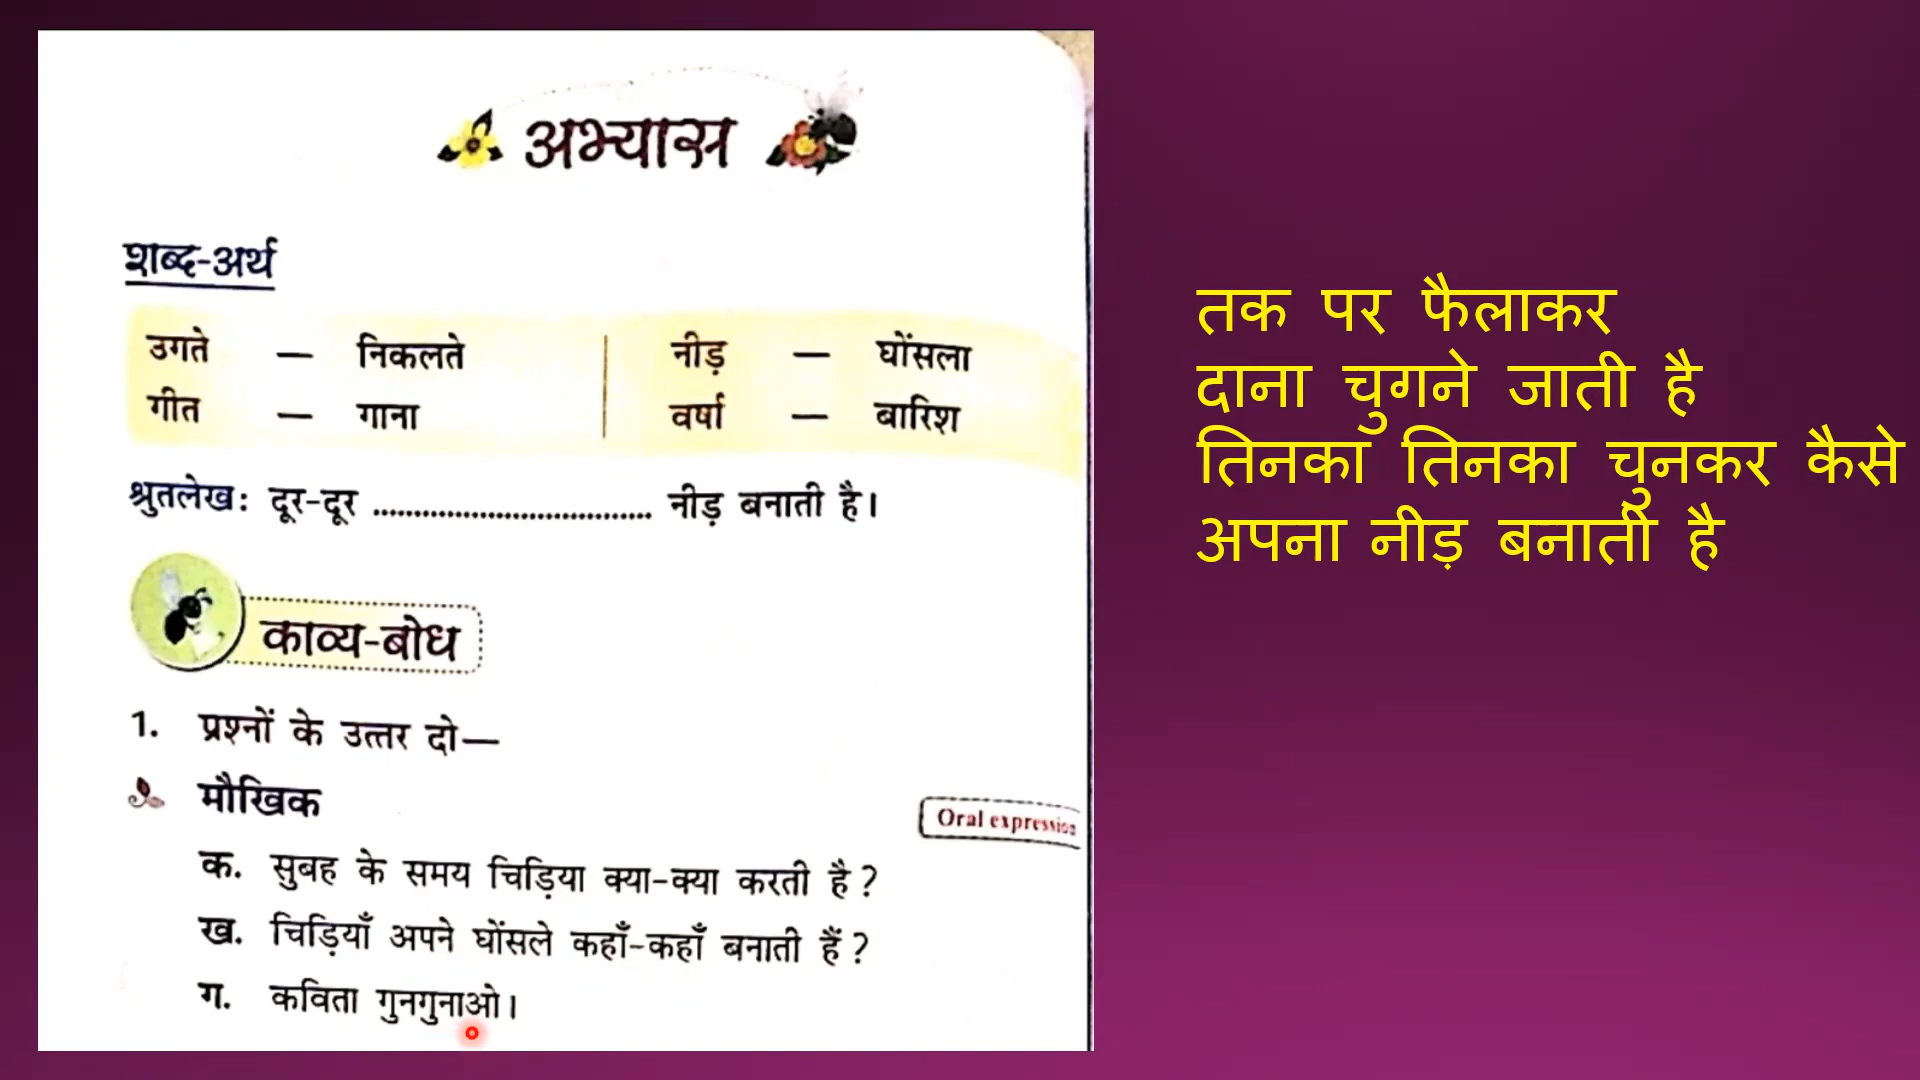 अभ्यास
शब्द-अर्थ
उगते — निकलते | नीड़ — घोंसला
गीत — गाना | वर्षा — बारिश
श्रुतलेख: दूर-दूर ................................. नीड़ बनाती है।
काव्य-बोध
1. प्रश्नों के उत्तर दो—
मौखिक
Oral expression
क. सुबह के समय चिड़िया क्या-क्या करती है?
ख. चिड़ियाँ अपने घोंसले कहाँ-कहाँ बनाती हैं?
ग. कविता गुनगुनाओ।
तक पर फैलाकर
दाना चुगने जाती है
तिनका तिनका चुनकर कैसे
अपना नीड़ बनाती है